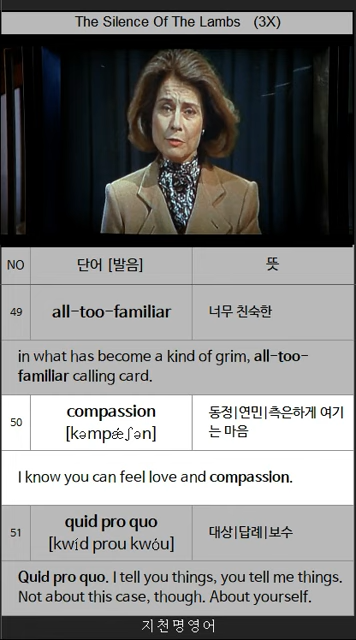 The Silence Of The Lambs (3X)
NO 단어 [발음] 뜻
49 all-too-familiar 너무 친숙한
in what has become a kind of grim, all-too-
familiar calling card.
50 compassion 동정|연민|측은하게 여기
[kəmpǽʃən] 는 마음
I know you can feel love and compassion.
51 quid pro quo 대상|답례|보수
[kwíd prou kwóu]
Quid pro quo. I tell you things, you tell me things.
Not about this case, though. About yourself.
지천명영어